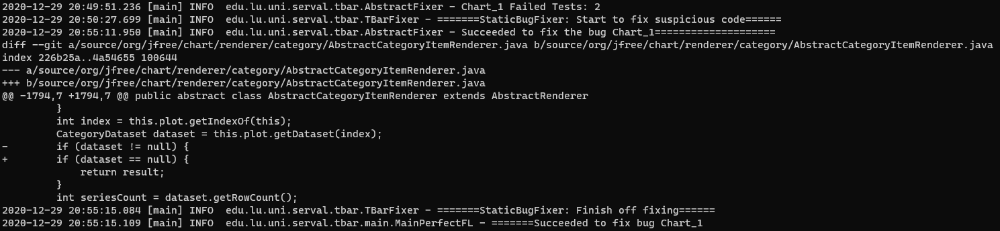 2020-12-29 20:49:51.236 [main] INFO  edu.lu.uni.serval.tbar.AbstractFixer - Chart_1 Failed Tests: 2
2020-12-29 20:50:27.699 [main] INFO  edu.lu.uni.serval.tbar.TBarFixer - =======StaticBugFixer: Start to fix suspicious code======
2020-12-29 20:55:11.950 [main] INFO  edu.lu.uni.serval.tbar.AbstractFixer - Succeeded to fix the bug Chart_1====================
diff --git a/source/org/jfree/chart/renderer/category/AbstractCategoryItemRenderer.java b/source/org/jfree/chart/renderer/category/AbstractCategoryItemRenderer.java
index 226b25a..4a54655 100644
--- a/source/org/jfree/chart/renderer/category/AbstractCategoryItemRenderer.java
+++ b/source/org/jfree/chart/renderer/category/AbstractCategoryItemRenderer.java
@@ -1794,7 +1794,7 @@ public abstract class AbstractCategoryItemRenderer extends AbstractRenderer
         }
         int index = this.plot.getIndexOf(this);
         CategoryDataset dataset = this.plot.getDataset(index);
-        if (dataset != null) {
+        if (dataset == null) {
             return result;
         }
         int seriesCount = dataset.getRowCount();
2020-12-29 20:55:15.084 [main] INFO  edu.lu.uni.serval.tbar.TBarFixer - =======StaticBugFixer: Finish off fixing======
2020-12-29 20:55:15.109 [main] INFO  edu.lu.uni.serval.tbar.main.MainPerfectFL - =======Succeeded to fix bug Chart_1